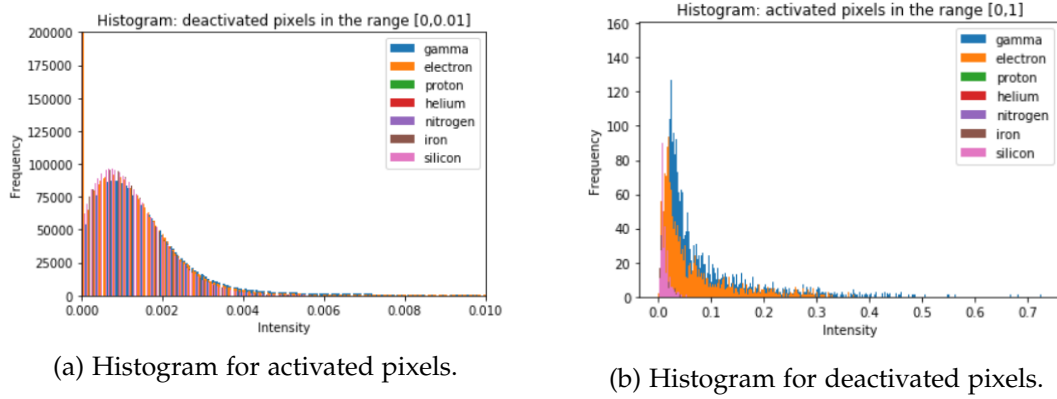 Histogram: deactivated pixels in the range [0,0.01]
200000
175000
150000
125000
100000
75000
50000
25000
0
Frequency
0.000
0.002
0.004
0.006
0.008
0.010
Intensity
gamma
electron
proton
helium
nitrogen
iron
silicon
(a) Histogram for activated pixels.
Histogram: activated pixels in the range [0,1]
160
140
120
100
80
60
40
20
0
Frequency
0.0
0.1
0.2
0.3
0.4
0.5
0.6
0.7
Intensity
gamma
electron
proton
helium
nitrogen
iron
silicon
(b) Histogram for deactivated pixels.